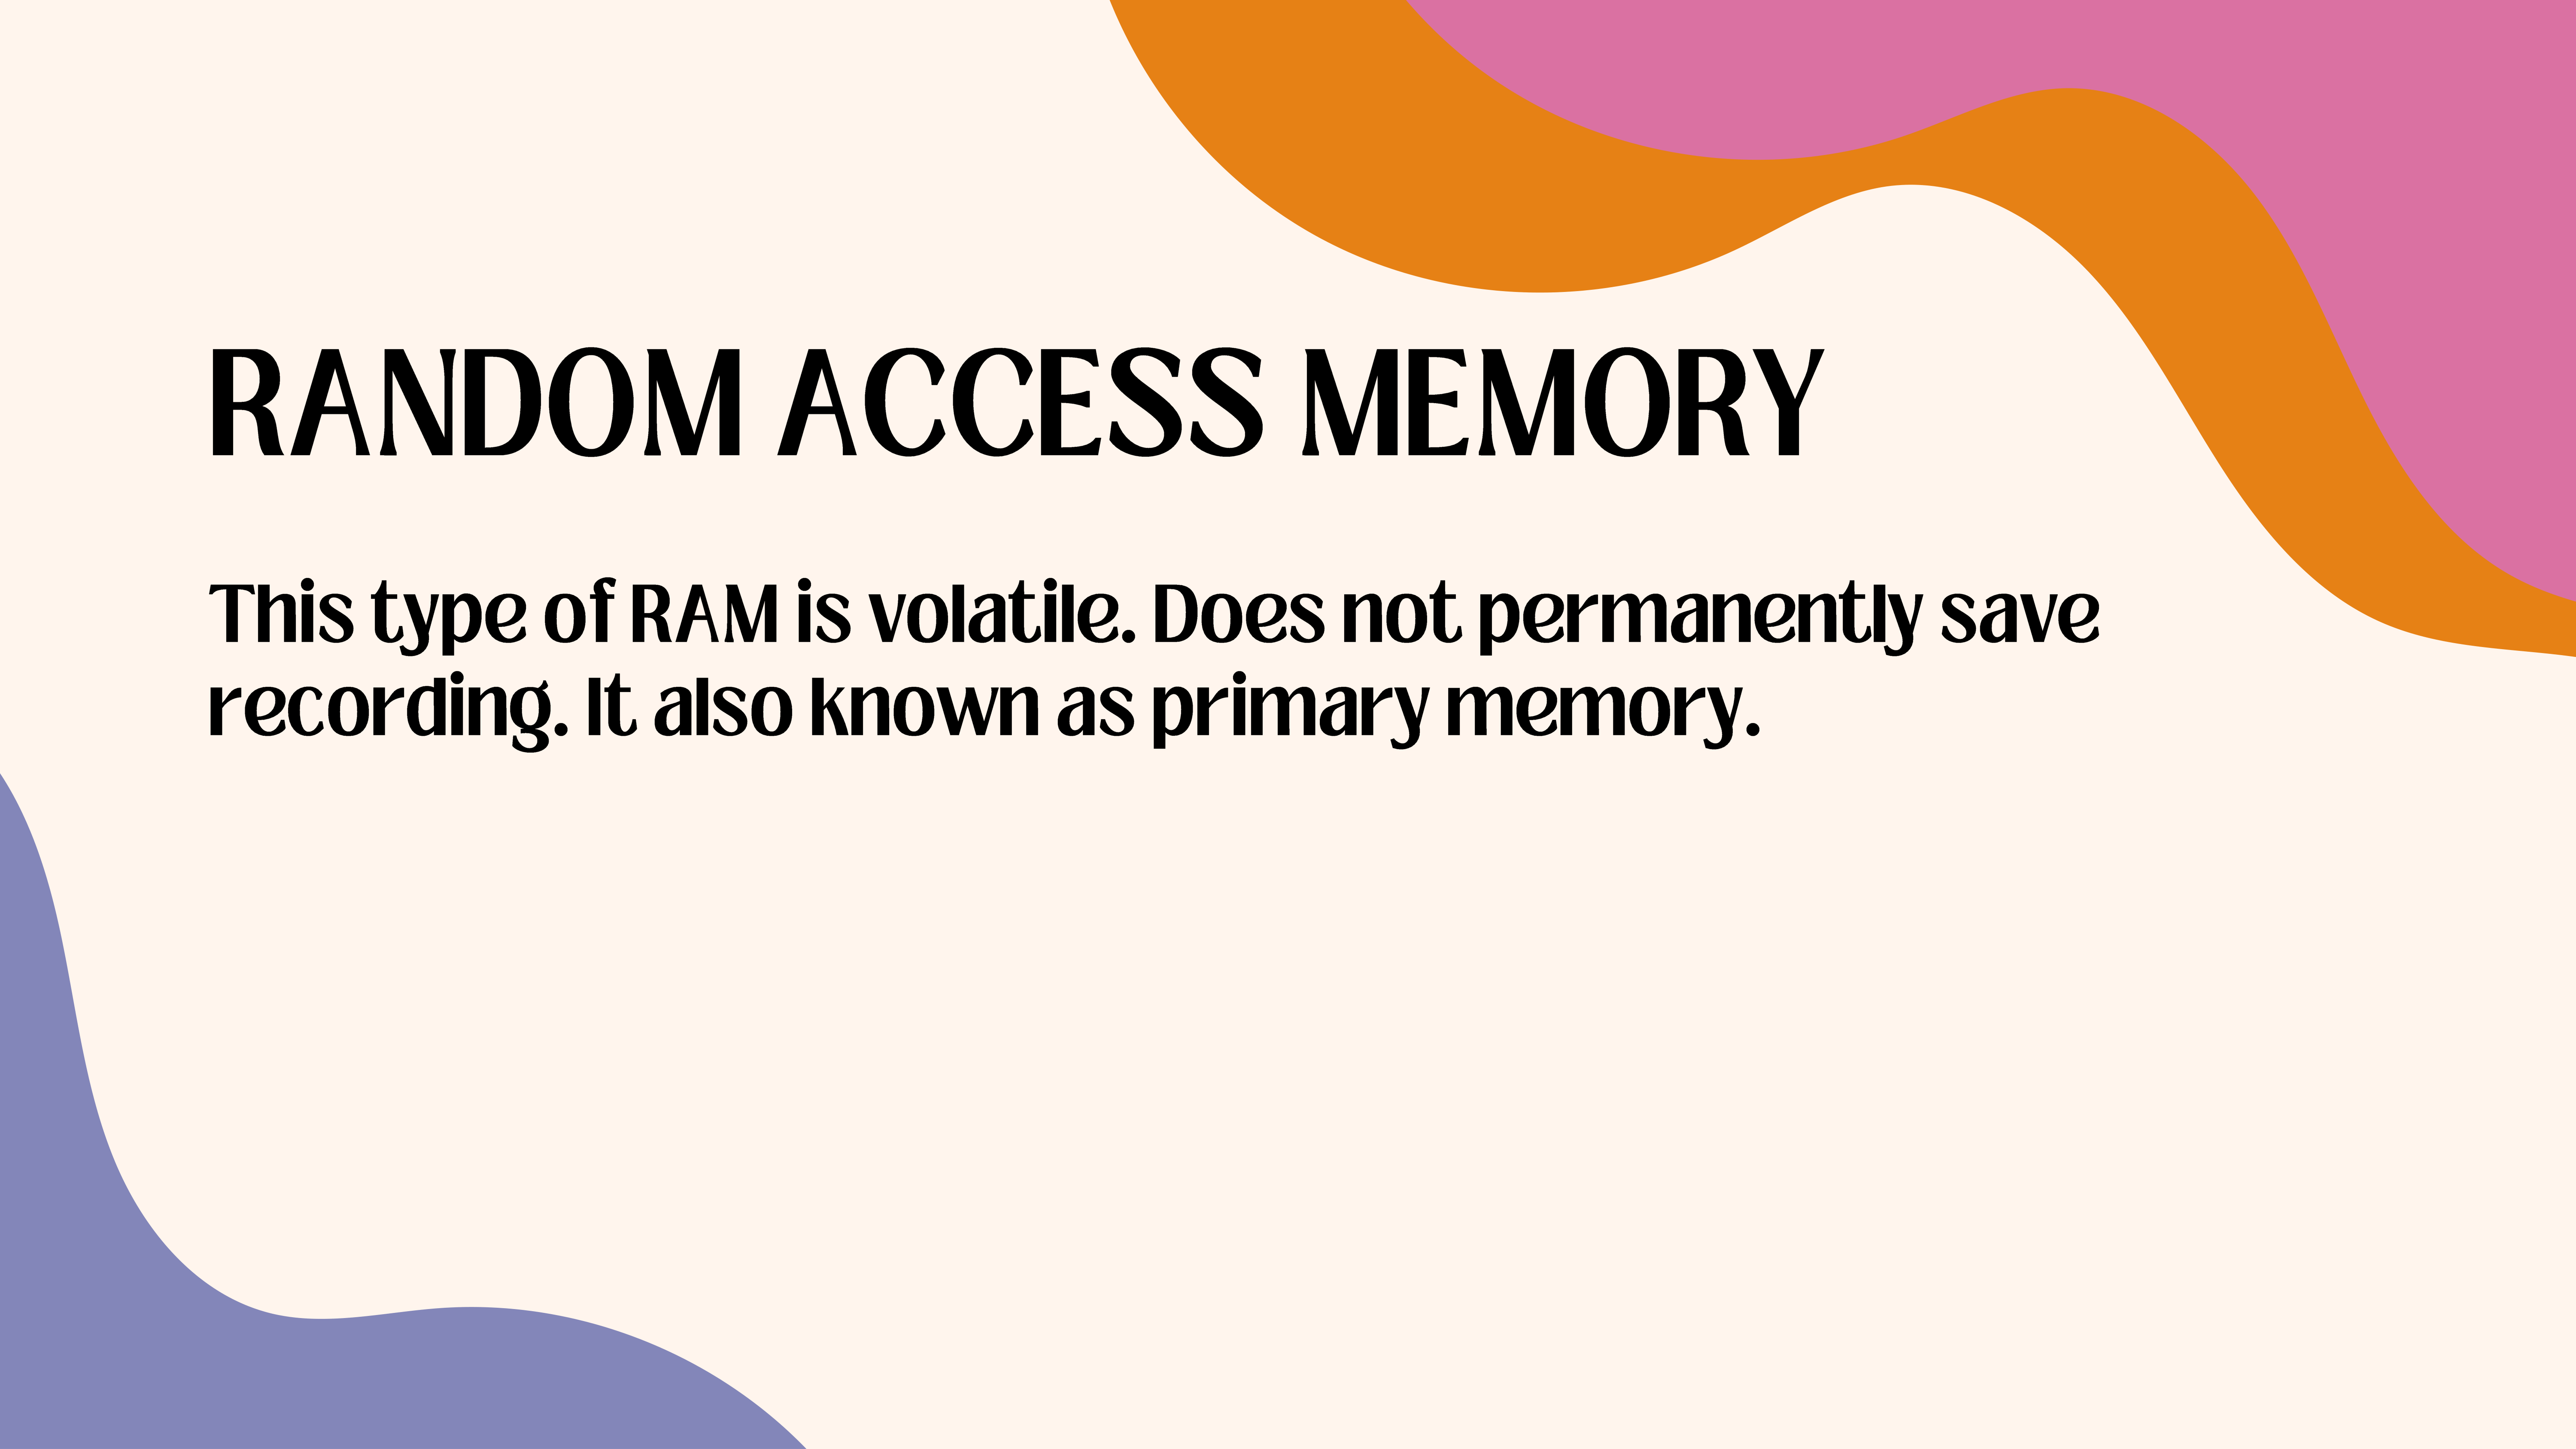 RANDOM ACCESS MEMORY
This type of RAM is volatile. Does not permanently save
recording. It also known as primary memory.